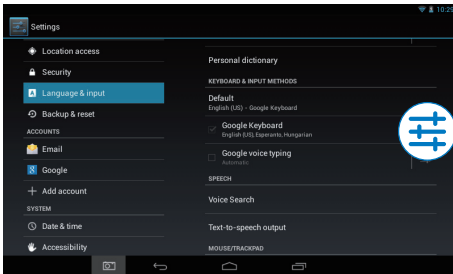 10:29
Settings
Location access
Security
Language & input
Backup & reset
ACCOUNTS
Email
Google
Add account
SYSTEM
Date & time
Accessibility
Personal dictionary
KEYBOARD & INPUT METHODS
Default
English (US) - Google Keyboard
Google Keyboard
English (US), Esperanto, Hungarian
Google voice typing
Automatic
SPEECH
Voice Search
Text-to-speech output
MOUSE/TRACKPAD